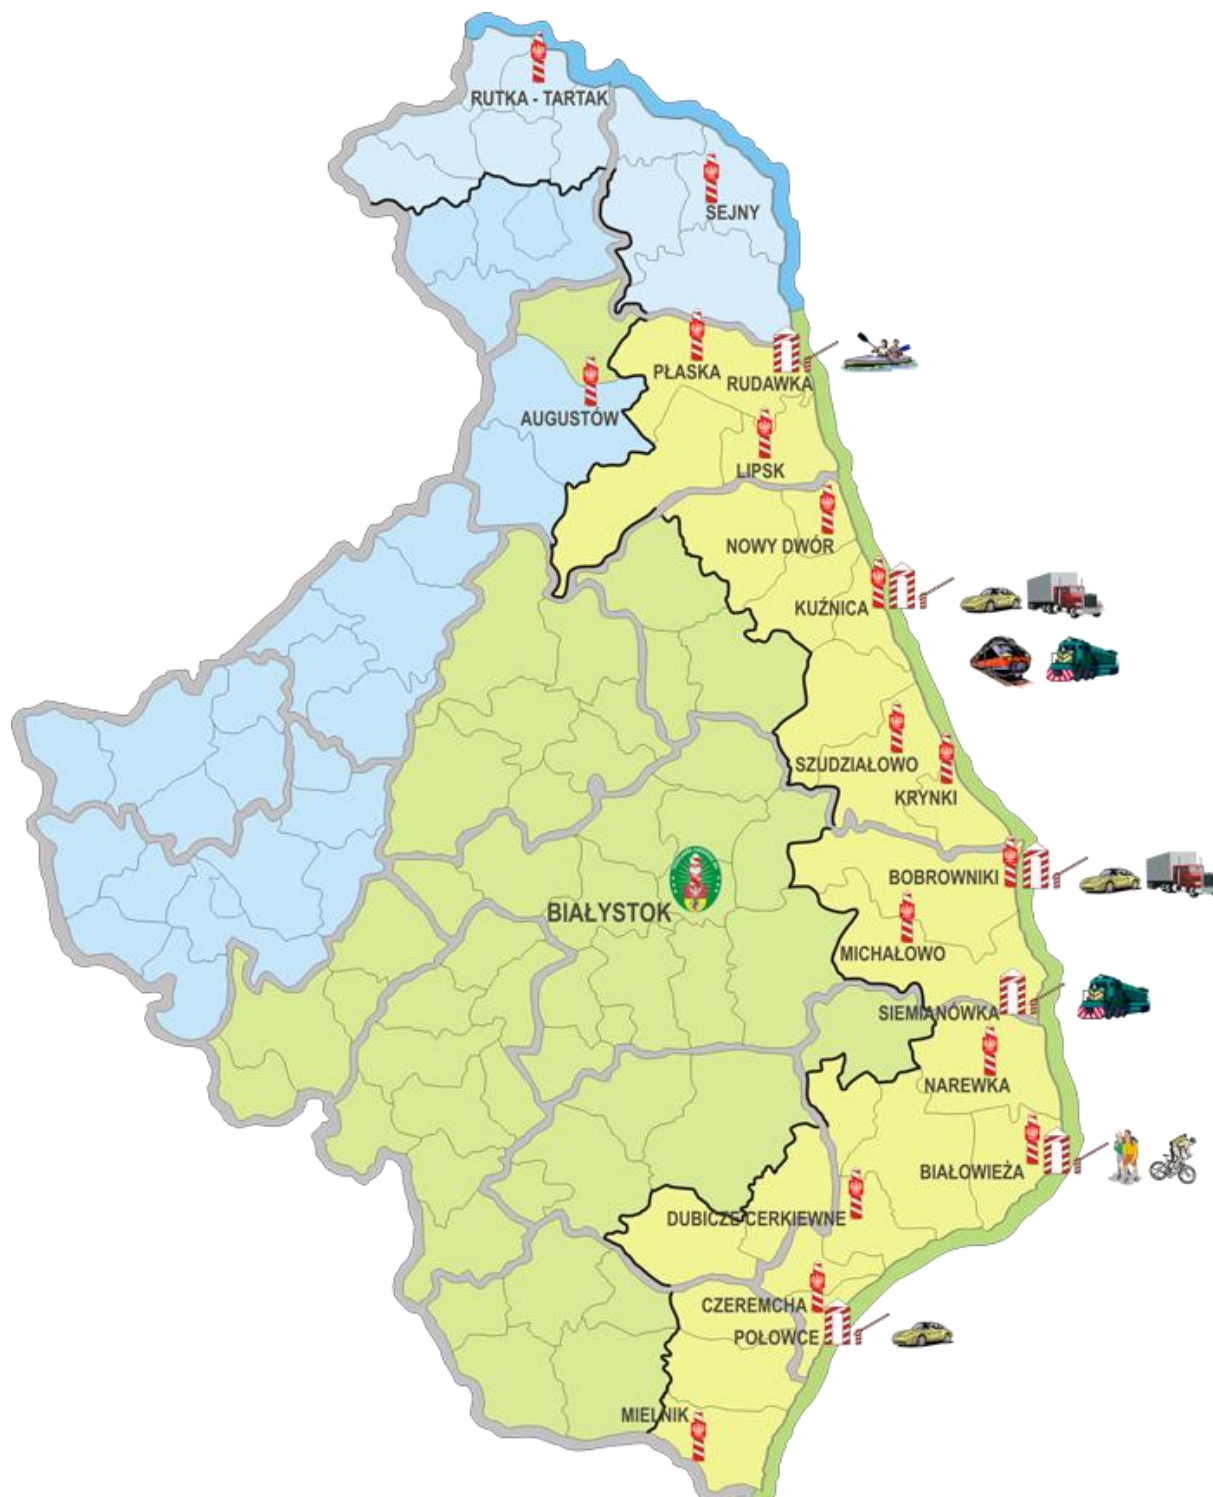 RUTKA - TARTAK
SEJNY
PŁASKA
RUDAWKA
AUGUSTÓW
LIPSK
NOWY DWÓR
KUŹNICA
SZUDZIAŁOWO
KRYNKI
BOBROWNIKI
BIAŁYSTOK
MICHAŁOWO
SIEMIANÓWKA
NAREWKA
BIAŁOWIEŻA
DUBICZE CERKIEWNE
CZEREMCHA
POŁOWCE
MIELNIK